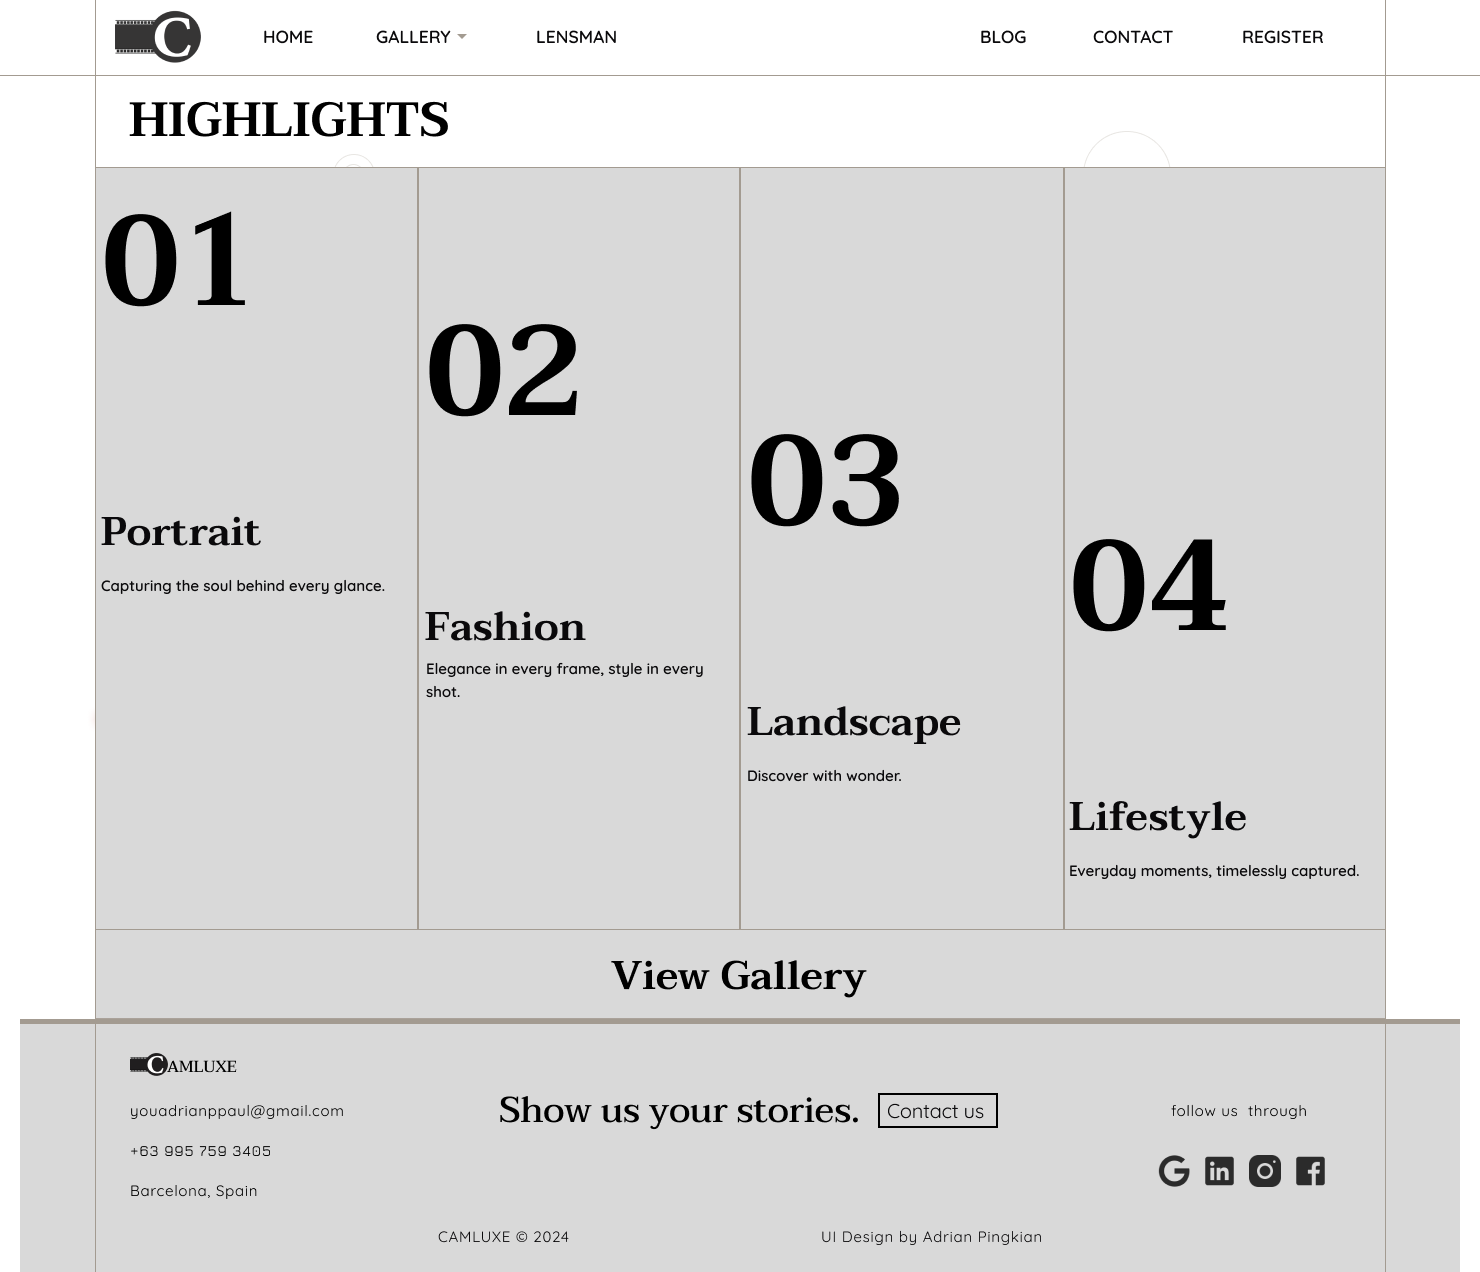 C
HOME
GALLERY
LENSMAN
BLOG
CONTACT
REGISTER
HIGHLIGHTS
01
Portrait
Capturing the soul behind every glance.
02
Fashion
Elegance in every frame, style in every
shot.
03
Landscape
Discover with wonder.
04
Lifestyle
Everyday moments, timelessly captured.
View Gallery
CAMLUXE
youadrianppaul@gmail.com
+63 995 759 3405
Barcelona, Spain
Show us your stories.
Contact us
follow us through
CAMLUXE © 2024
UI Design by Adrian Pingkian